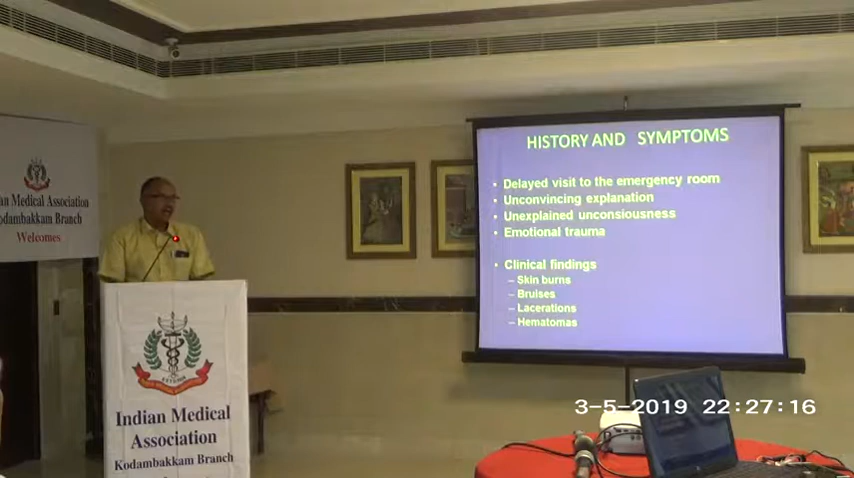 HISTORY AND SYMPTOMS
• Delayed visit to the emergency room
• Unconvincing explanation
• Unexplained unconsiousness
• Emotional trauma
• Clinical findings
– Skin burns
– Bruises
– Lacerations
– Hematomas
Medical Association
Kodambakkam Branch
Welcomes
Indian Medical
Association
Kodambakkam Branch
3-5-2019 22:27:16